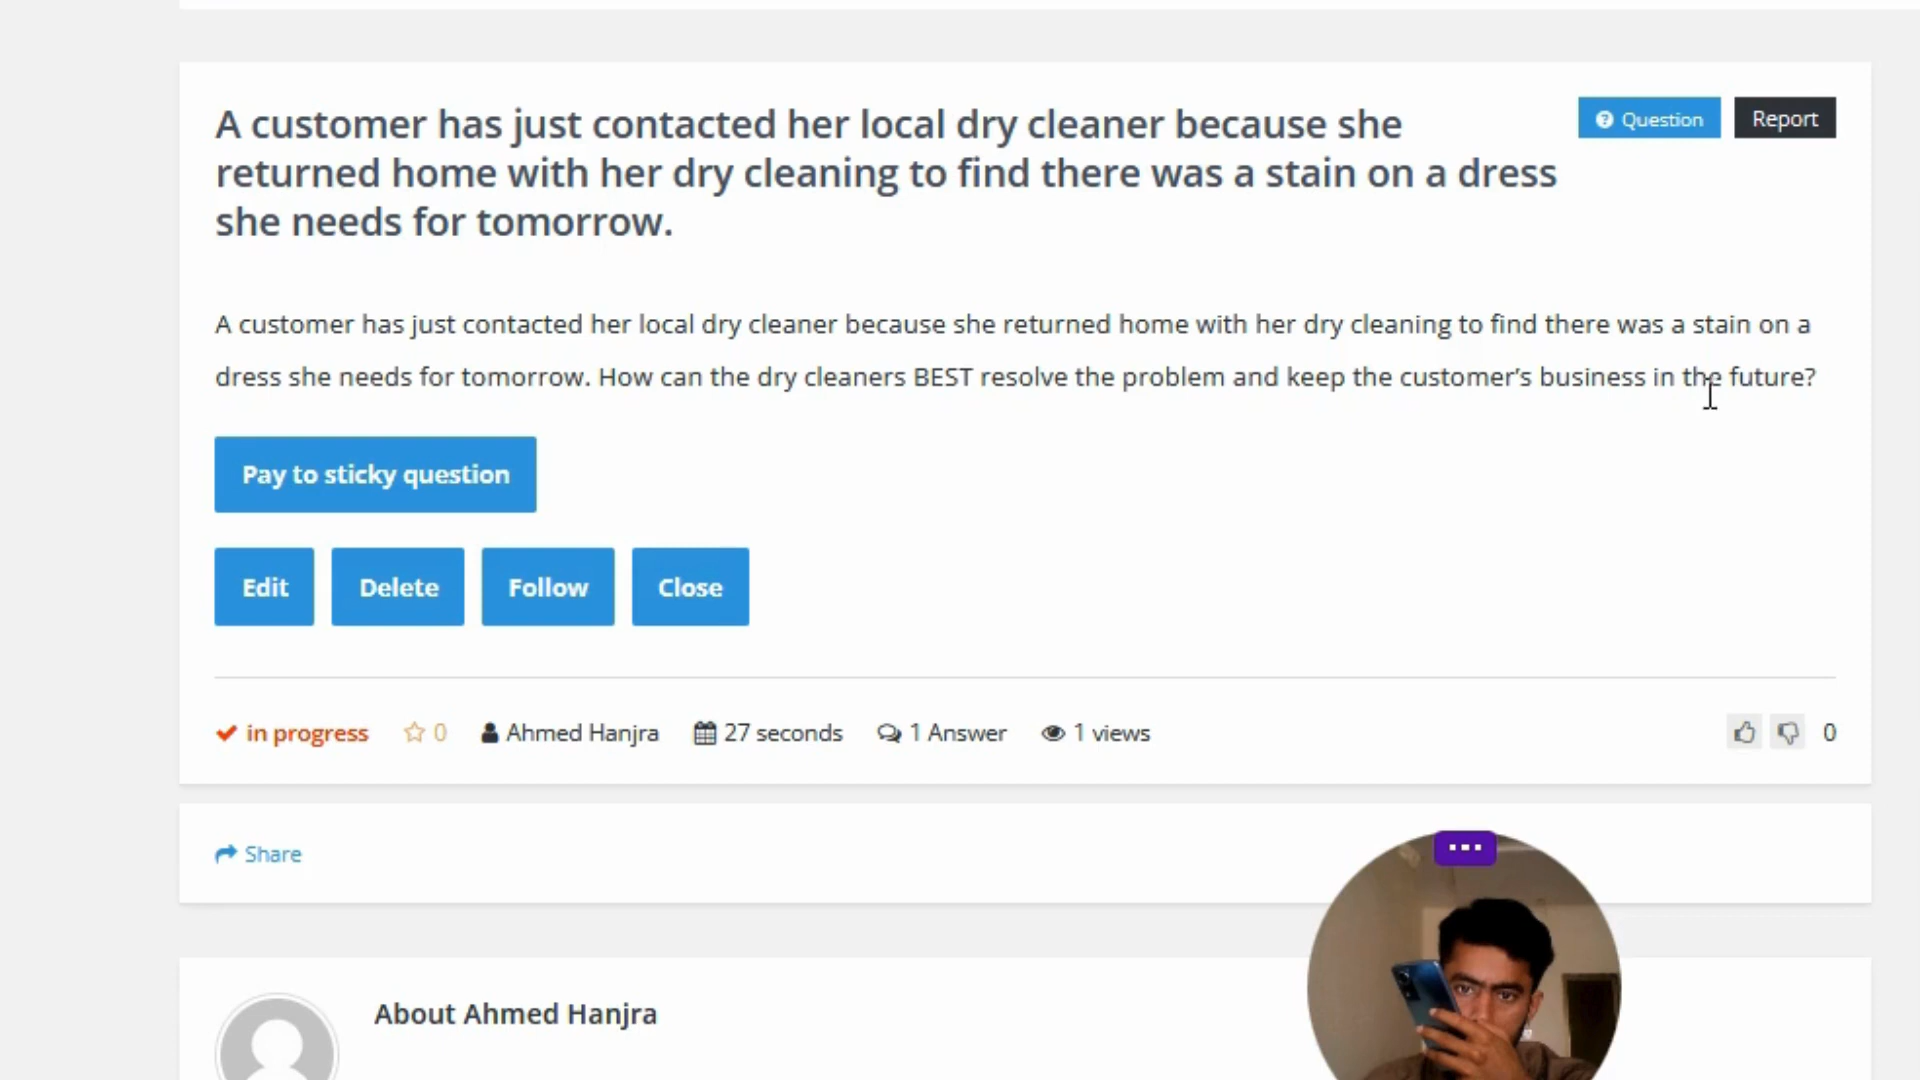 A customer has just contacted her local dry cleaner because she
returned home with her dry cleaning to find there was a stain on a dress
she needs for tomorrow.
Question
Report
A customer has just contacted her local dry cleaner because she returned home with her dry cleaning to find there was a stain on a
dress she needs for tomorrow. How can the dry cleaners BEST resolve the problem and keep the customer’s business in the future?
Pay to sticky question
Edit Delete Follow Close
in progress 0 Ahmed Hanjra 27 seconds 1 Answer 1 views 0
Share
About Ahmed Hanjra